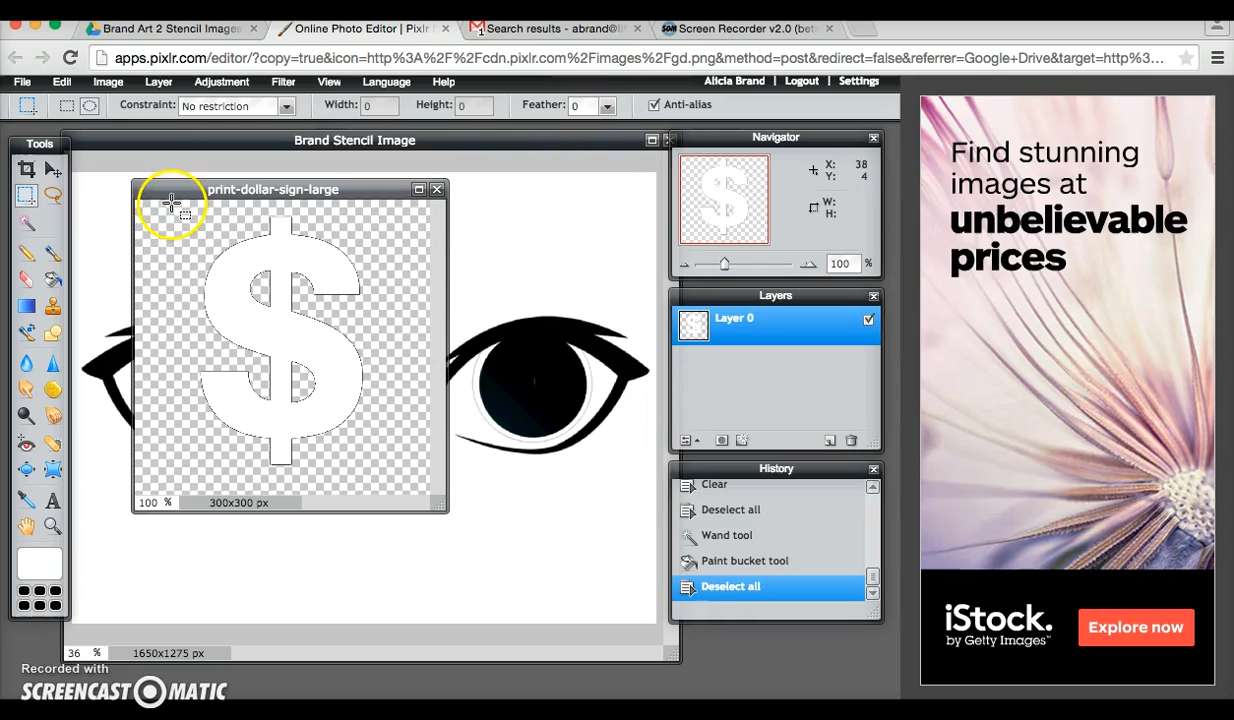 Brand Art 2 Stencil Images
Online Photo Editor | Pixlr
Search results - abrand@lif
Screen Recorder v2.0 (beta
apps.pixlr.com/editor/?copy=true&icon=http%3A%2F%2Fcdn.pixlr.com%2Fimages%2Fgd.png&method=post&redirect=false&referrer=Google+Drive&target=http%3...
File Edit Image Layer Adjustment Filter View Language Help Alicia Brand Logout Settings
Constraint: No restriction Width: 0 Height: 0 Feather: 0 Anti-alias
Tools
Brand Stencil Image
print-dollar-sign-large
$
100 % 300x300 px
36 % 1650x1275 px
Navigator
X: 38
Y: 4
W:
H:
100 %
Layers
Layer 0
History
Clear
Deselect all
Wand tool
Paint bucket tool
Deselect all
Find stunning
images at
unbelievable
prices
iStock.
by Getty Images™
Explore now
Recorded with
SCREENCAST-O-MATIC